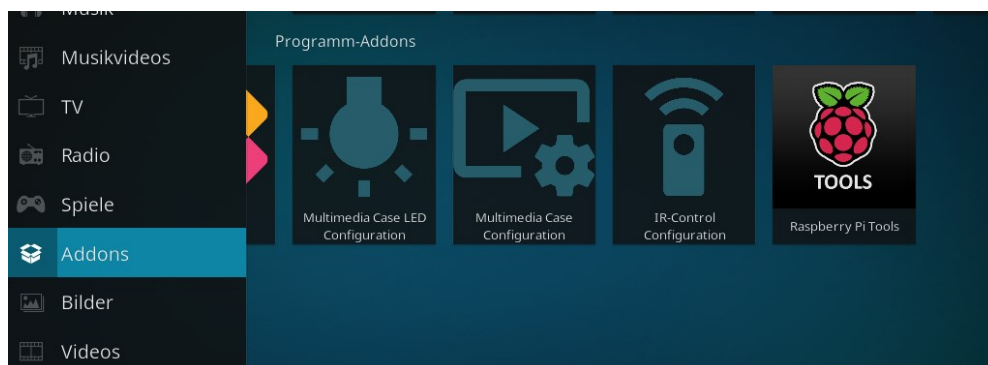 Musik
Musikvideos
TV
Radio
Spiele
Addons
Bilder
Videos
Programm-Addons
Multimedia Case LED
Configuration
Multimedia Case
Configuration
IR-Control
Configuration
TOOLS
Raspberry Pi Tools